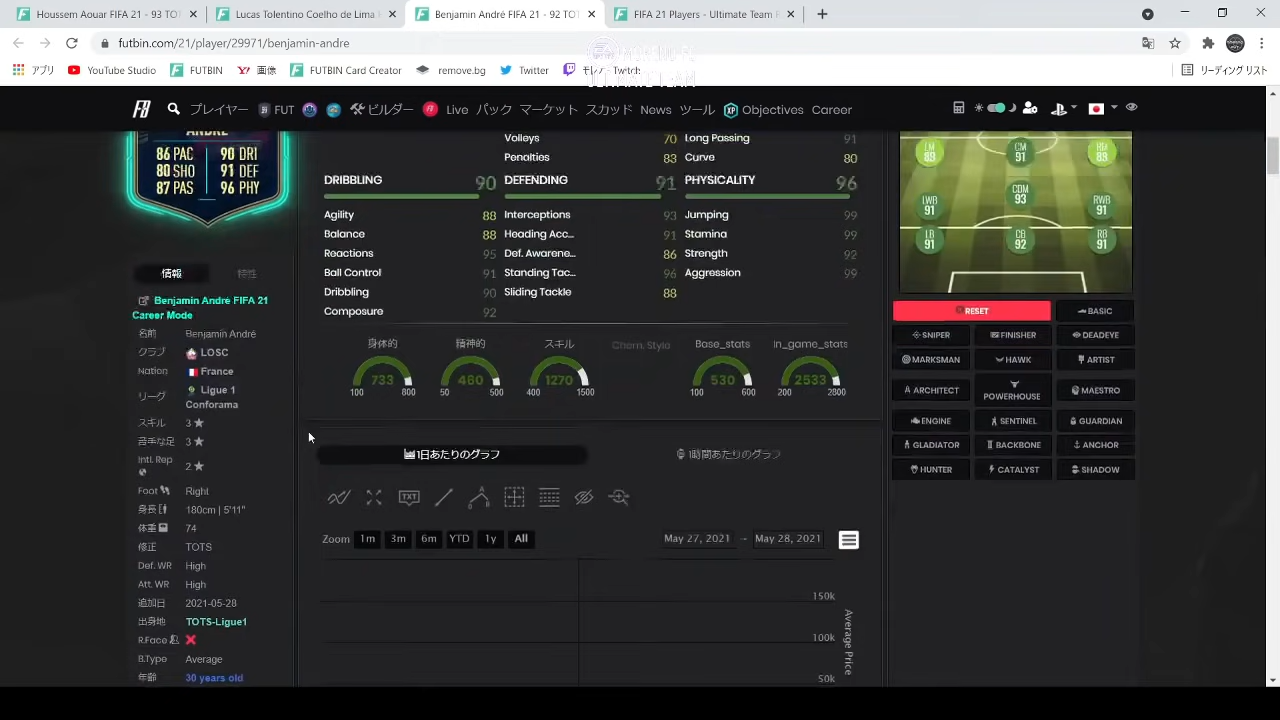 Houssem Aouar FIFA 21 - 93 TO
Lucas Tolentino Coelho de Lima
Benjamin André FIFA 21 - 92 TOT
FIFA 21 Players - Ultimate Team
futbin.com/21/player/29971/benjamin-andre
アプリ YouTube Studio FUTBIN 画像 FUTBIN Card Creator remove.bg Twitter リーディング リスト
プレイヤー FUT ビルダー Live パック マーケット スカッド News ツール Objectives Career
ANDRÉ
86 PAC 90 DRI
80 SHO 91 DEF
87 PAS 96 PHY
Volleys 70 Long Passing 91
Penalties 83 Curve 80
DRIBBLING 90 DEFENDING 91 PHYSICALITY 96
Agility 88 Interceptions 93 Jumping 99
Balance 88 Heading Acc... 91 Stamina 99
Reactions 95 Def. Awarene... 86 Strength 92
Ball Control 91 Standing Tac... 96 Aggression 99
Dribbling 90 Sliding Tackle 88
Composure 92
身体的 精神的 スキル Chem. Style Base_stats In_game_stats
733 460 1270 530 2533
100 800 50 500 400 1500 100 600 200 2800
1日あたりのグラフ 1時間あたりのグラフ
TXT
Zoom 1m 3m 6m YTD 1y All May 27, 2021 → May 28, 2021
150k
100k
50k
Average Price
情報 特性
Benjamin André FIFA 21
Career Mode
名前 Benjamin André
クラブ LOSC
Nation France
リーグ Ligue 1
Conforama
スキル 3★
苦手な足 3★
Intl. Rep 2★
Foot Right
身長 180cm | 5'11"
体重 74
修正 TOTS
Def. WR High
Att. WR High
追加日 2021-05-28
出身地 TOTS-Ligue1
R.Face
B.Type Average
年齢 30 years old
LM 89 CM 91 RM 89
LWB 91 CDM 93 RWB 91
LB 91 CB 92 RB 91
RESET BASIC
SNIPER FINISHER DEADEYE
MARKSMAN HAWK ARTIST
ARCHITECT POWERHOUSE MAESTRO
ENGINE SENTINEL GUARDIAN
GLADIATOR BACKBONE ANCHOR
HUNTER CATALYST SHADOW